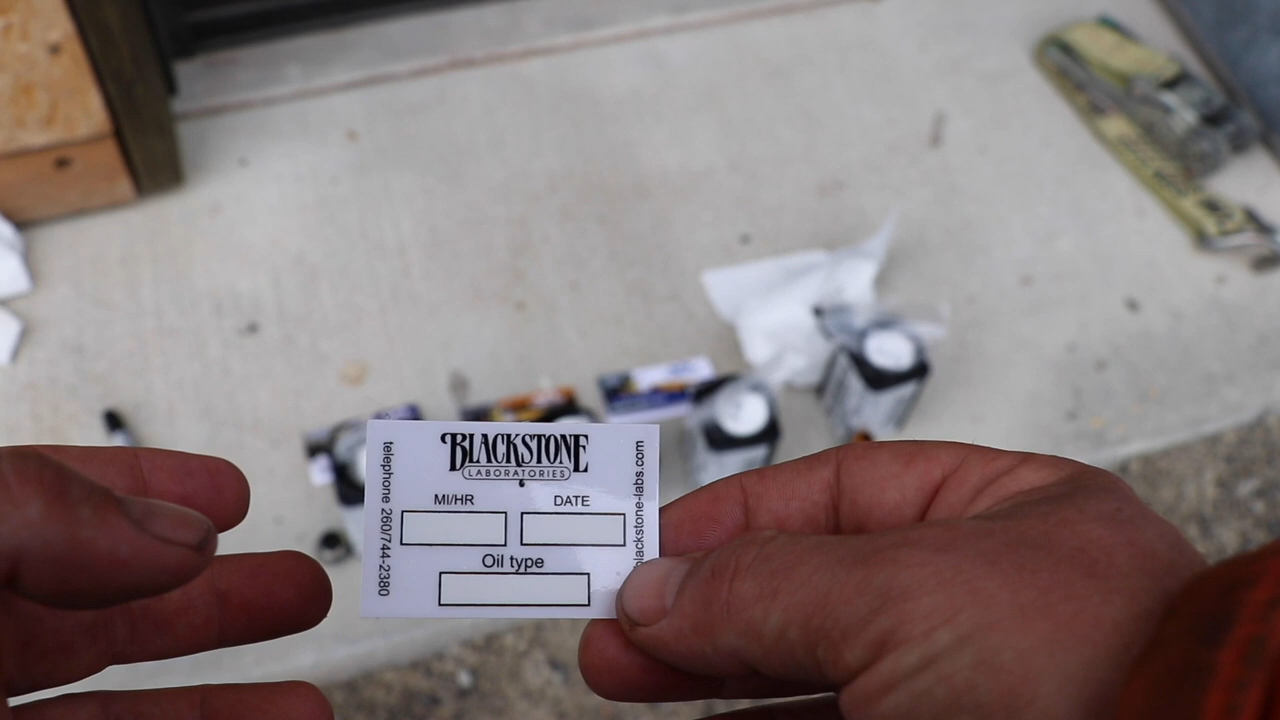 BLACKSTONE
LABORATORIES
MI/HR
DATE
Oil type
telephone 260/744-2380
blackstone-labs.com